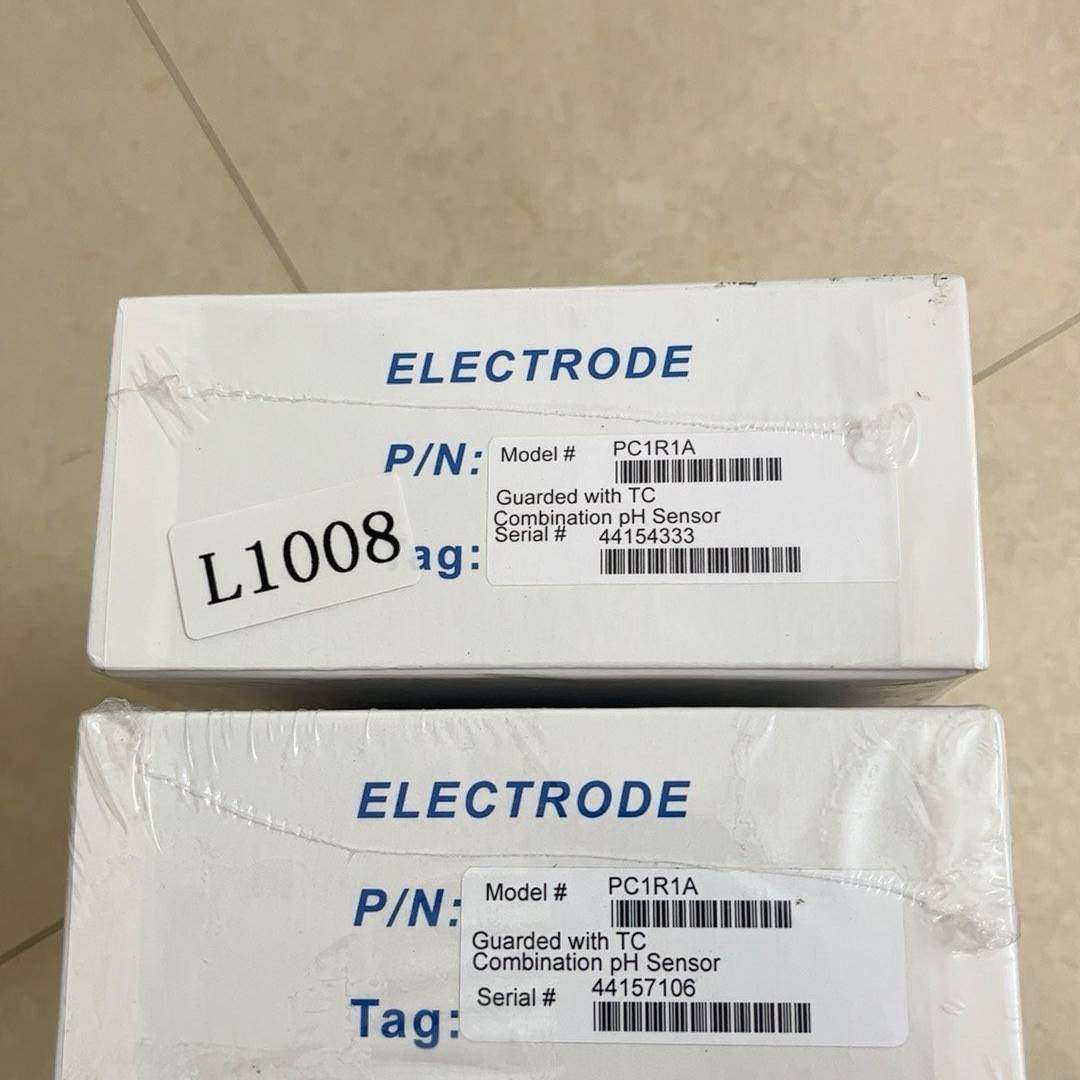 ELECTRODE
P/N: Model # PC1R1A
Guarded with TC
Combination pH Sensor
Serial # 44154333
L1008 ag:
ELECTRODE
P/N: Model # PC1R1A
Guarded with TC
Combination pH Sensor
Tag: Serial # 44157106